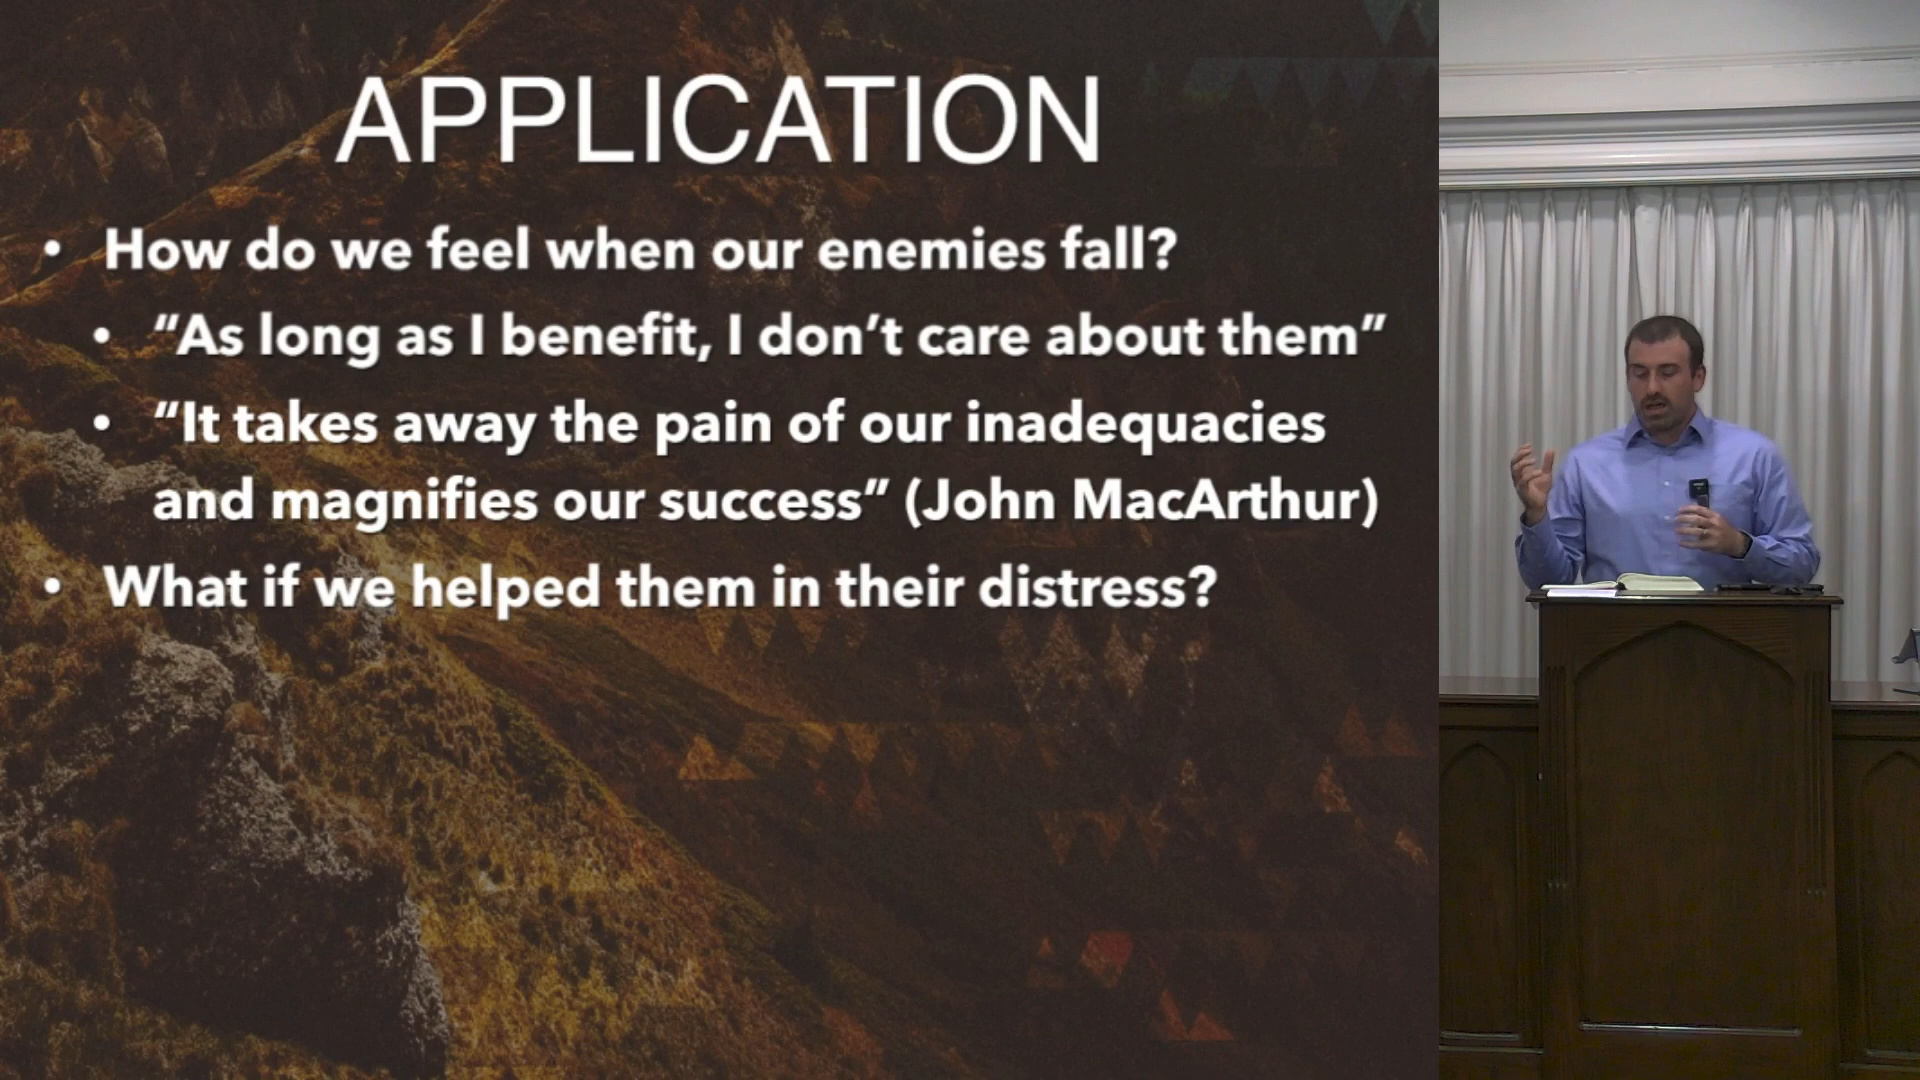 APPLICATION
• How do we feel when our enemies fall?
• “As long as I benefit, I don’t care about them”
• “It takes away the pain of our inadequacies
and magnifies our success” (John MacArthur)
• What if we helped them in their distress?